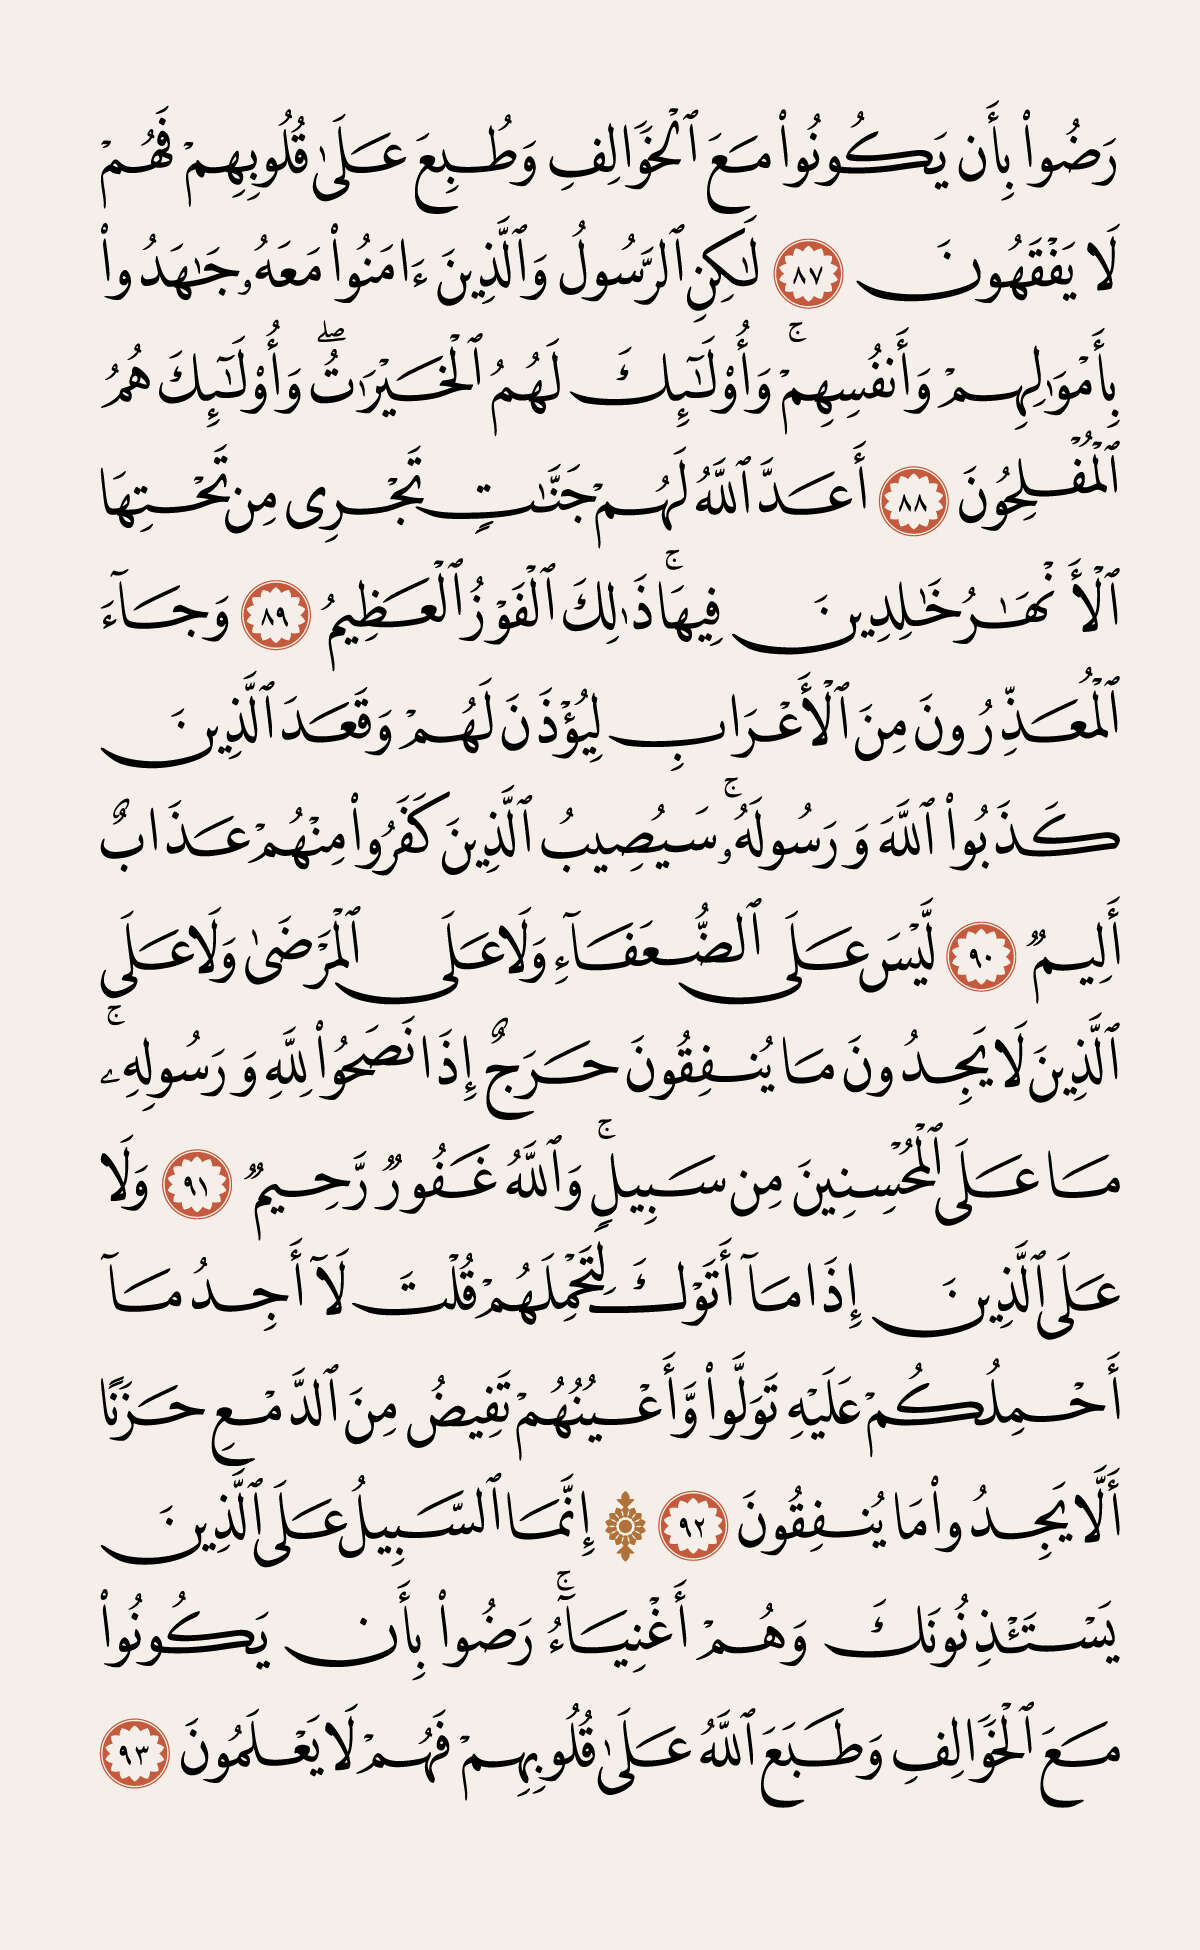 رَضُوا۟ بِأَن يَكُونُوا۟ مَعَ ٱلْخَوَالِفِ وَطُبِعَ عَلَىٰ قُلُوبِهِمْ فَهُمْ
لَا يَفْقَهُونَ ٨٧ لَـٰكِنِ ٱلرَّسُولُ وَٱلَّذِينَ ءَامَنُوا۟ مَعَهُۥ جَـٰهَدُوا۟
بِأَمْوَٰلِهِمْ وَأَنفُسِهِمْ ۚ وَأُو۟لَـٰٓئِكَ لَهُمُ ٱلْخَيْرَٰتُ ۖ وَأُو۟لَـٰٓئِكَ هُمُ
ٱلْمُفْلِحُونَ ٨٨ أَعَدَّ ٱللَّهُ لَهُمْ جَنَّـٰتٍ تَجْرِى مِن تَحْتِهَا
ٱلْأَنْهَـٰرُ خَـٰلِدِينَ فِيهَا ۚ ذَٰلِكَ ٱلْفَوْزُ ٱلْعَظِيمُ ٨٩ وَجَآءَ
ٱلْمُعَذِّرُونَ مِنَ ٱلْأَعْرَابِ لِيُؤْذَنَ لَهُمْ وَقَعَدَ ٱلَّذِينَ
كَذَبُوا۟ ٱللَّهَ وَرَسُولَهُۥ ۚ سَيُصِيبُ ٱلَّذِينَ كَفَرُوا۟ مِنْهُمْ عَذَابٌ
أَلِيمٌ ٩٠ لَّيْسَ عَلَى ٱلضُّعَفَآءِ وَلَا عَلَى ٱلْمَرْضَىٰ وَلَا عَلَى
ٱلَّذِينَ لَا يَجِدُونَ مَا يُنفِقُونَ حَرَجٌ إِذَا نَصَحُوا۟ لِلَّهِ وَرَسُولِهِۦ ۚ
مَا عَلَى ٱلْمُحْسِنِينَ مِن سَبِيلٍ ۚ وَٱللَّهُ غَفُورٌ رَّحِيمٌ ٩١ وَلَا
عَلَى ٱلَّذِينَ إِذَا مَآ أَتَوْكَ لِتَحْمِلَهُمْ قُلْتَ لَآ أَجِدُ مَآ
أَحْمِلُكُمْ عَلَيْهِ تَوَلَّوا۟ وَّأَعْيُنُهُمْ تَفِيضُ مِنَ ٱلدَّمْعِ حَزَنًا
أَلَّا يَجِدُوا۟ مَا يُنفِقُونَ ٩٢ ۞ إِنَّمَا ٱلسَّبِيلُ عَلَى ٱلَّذِينَ
يَسْتَـْٔذِنُونَكَ وَهُمْ أَغْنِيَآءُ ۚ رَضُوا۟ بِأَن يَكُونُوا۟
مَعَ ٱلْخَوَالِفِ وَطَبَعَ ٱللَّهُ عَلَىٰ قُلُوبِهِمْ فَهُمْ لَا يَعْلَمُونَ ٩٣